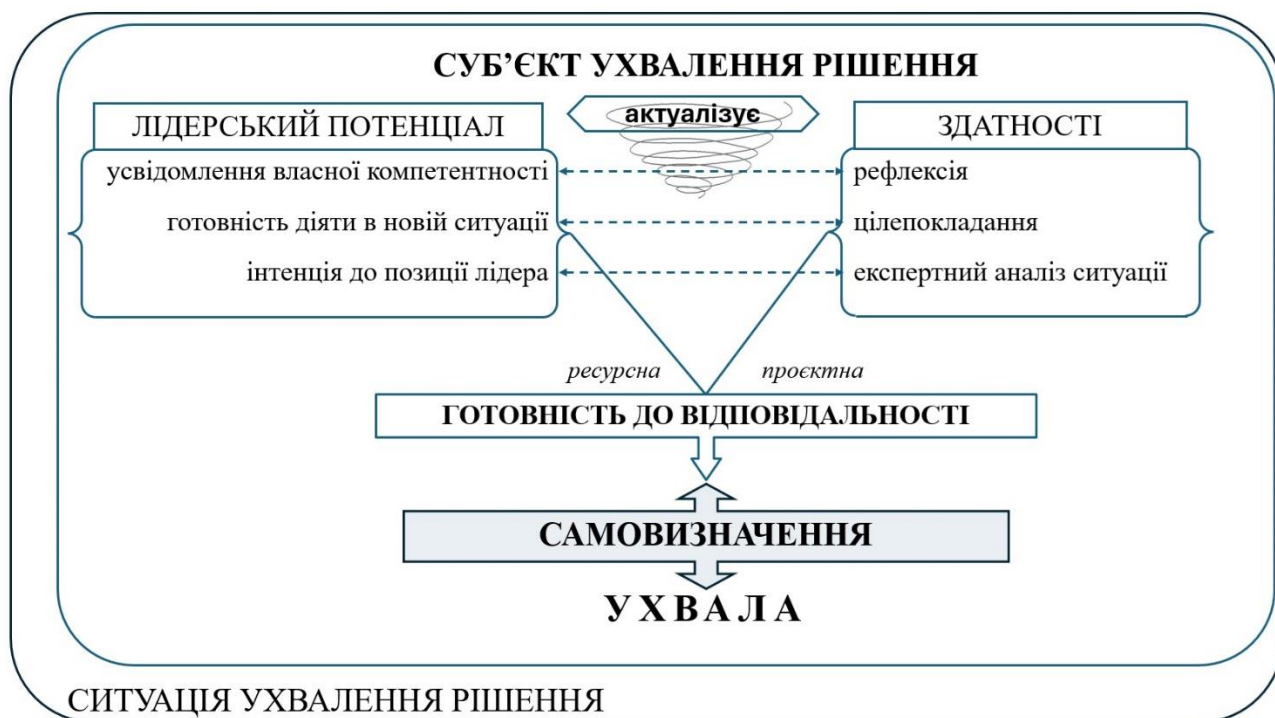 СУБ’ЄКТ УХВАЛЕННЯ РІШЕННЯ
актуалізує
ЛІДЕРСЬКИЙ ПОТЕНЦІАЛ
ЗДАТНОСТІ
усвідомлення власної компетентності
рефлексія
готовність діяти в новій ситуації
цілепокладання
інтенція до позиції лідера
експертний аналіз ситуації
ресурсна
проєктна
ГОТОВНІСТЬ ДО ВІДПОВІДАЛЬНОСТІ
САМОВИЗНАЧЕННЯ
УХВАЛА
СИТУАЦІЯ УХВАЛЕННЯ РІШЕННЯ